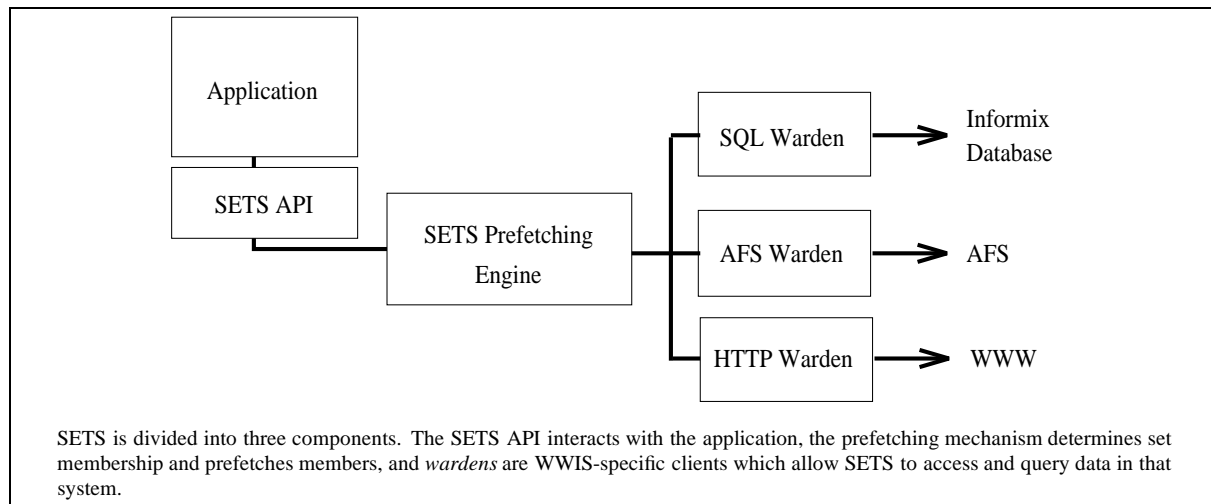 Application
SETS API
SETS Prefetching
Engine
SQL Warden
Informix
Database
AFS Warden
AFS
HTTP Warden
WWW
SETS is divided into three components. The SETS API interacts with the application, the prefetching mechanism determines set
membership and prefetches members, and wardens are WWIS-specific clients which allow SETS to access and query data in that
system.